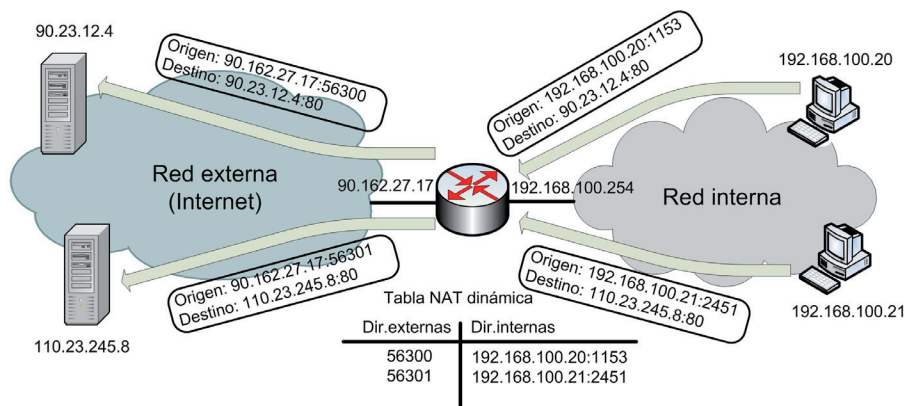 90.23.12.4
Origen: 90.162.27.17:56300
Destino: 90.23.12.4:80
Origen: 192.168.100.20:1153
Destino: 90.23.12.4:80
192.168.100.20
Red externa
(Internet)
90.162.27.17
192.168.100.254
Red interna
Origen: 90.162.27.17:56301
Destino: 110.23.245.8:80
Origen: 192.168.100.21:2451
Destino: 110.23.245.8:80
110.23.245.8
192.168.100.21
Tabla NAT dinámica
Dir.externas Dir.internas
56300 192.168.100.20:1153
56301 192.168.100.21:2451